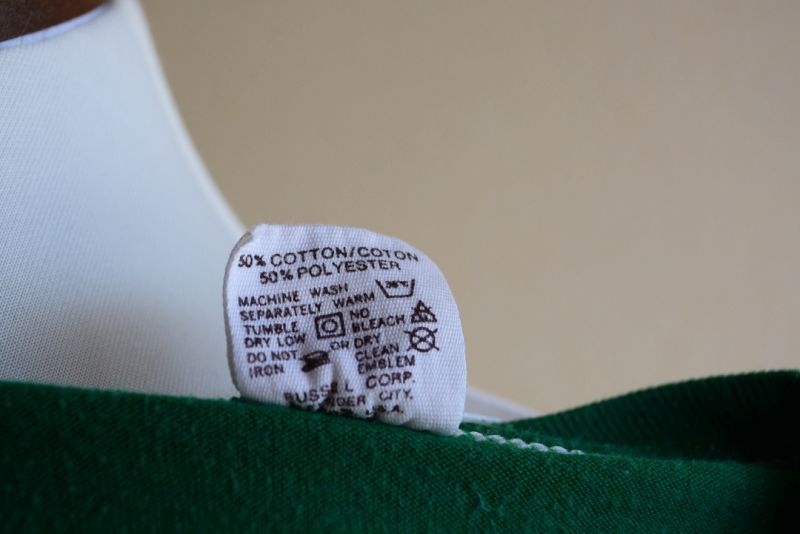 50% COTTON/COTON
50% POLYESTER
MACHINE WASH
SEPARATELY WARM
TUMBLE NO
DRY LOW BLEACH
DO NOT OR DRY
IRON CLEAN
EMBLEM
CORP.
CITY,